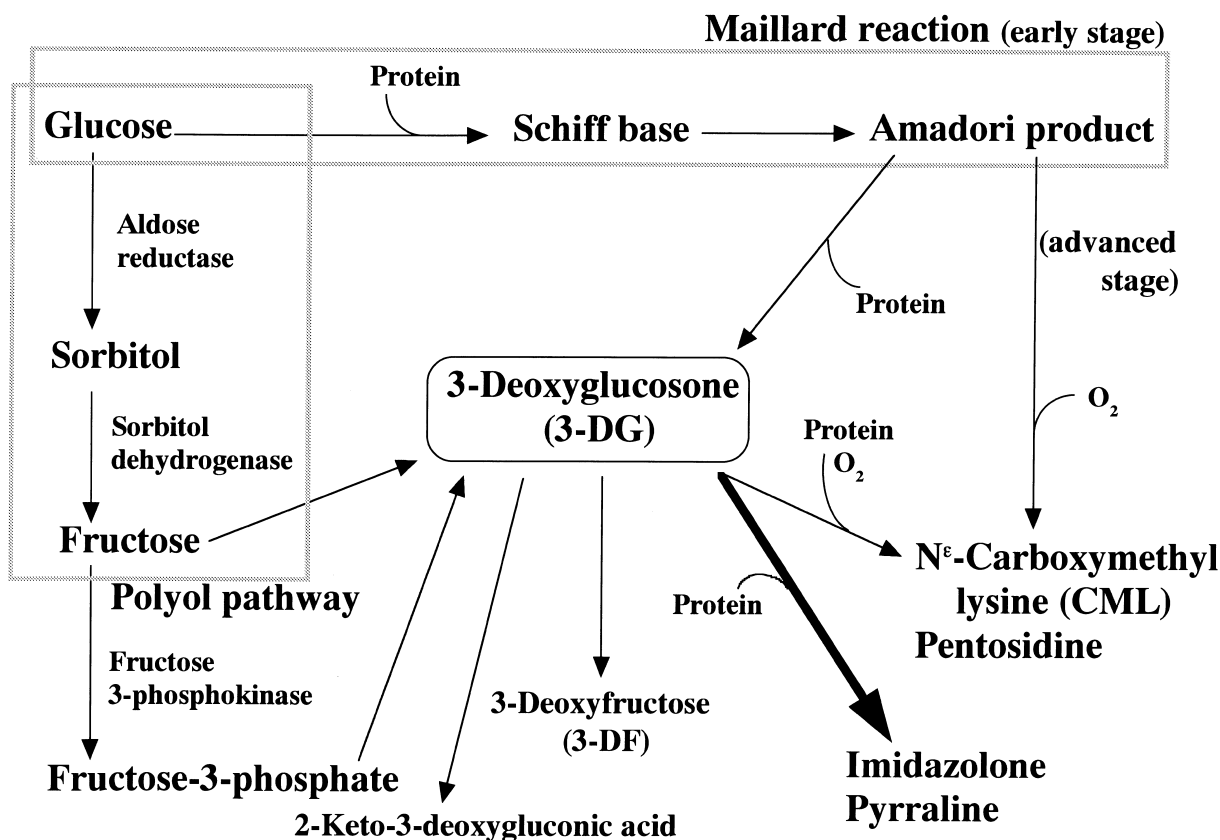 Maillard reaction (early stage)
Protein
Glucose
Schiff base
Amadori product
Aldose
reductase
(advanced
stage)
Protein
Sorbitol
3-Deoxyglucosone
(3-DG)
O₂
Sorbitol
dehydrogenase
Protein
O₂
Fructose
Polyol pathway
Nᵋ-Carboxymethyl
lysine (CML)
Pentosidine
Protein
Fructose
3-phosphokinase
3-Deoxyfructose
(3-DF)
Fructose-3-phosphate
Imidazolone
Pyrraline
2-Keto-3-deoxygluconic acid